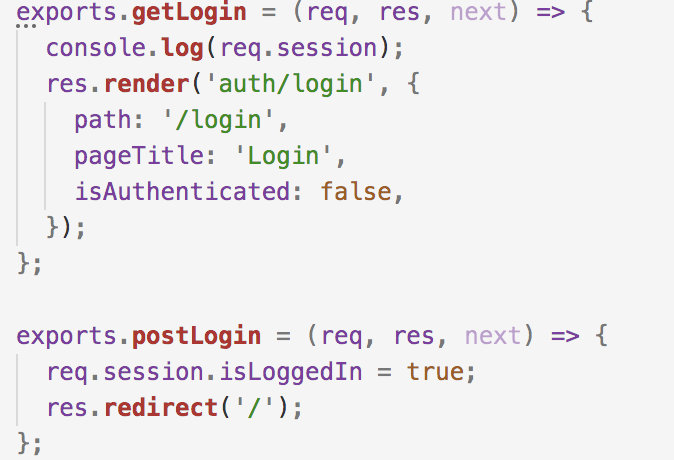 exports.getLogin = (req, res, next) => {
  console.log(req.session);
  res.render('auth/login', {
    path: '/login',
    pageTitle: 'Login',
    isAuthenticated: false,
  });
};

exports.postLogin = (req, res, next) => {
  req.session.isLoggedIn = true;
  res.redirect('/');
};